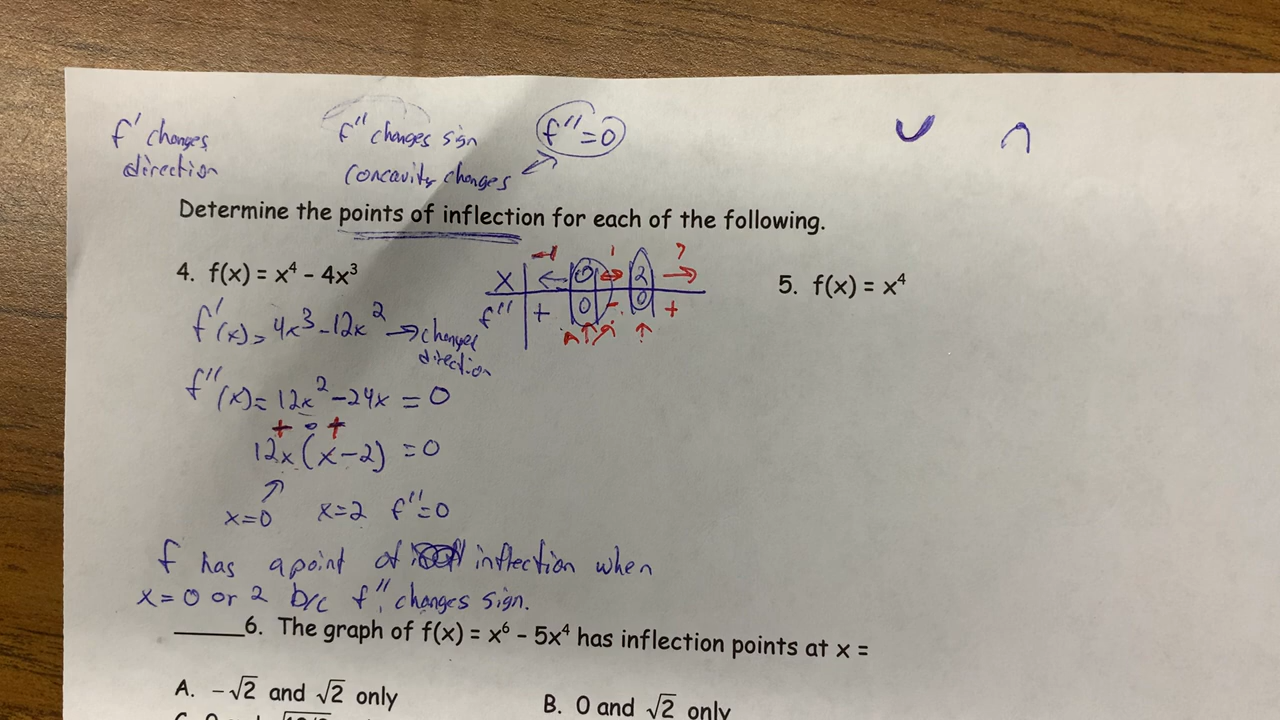 f' changes
direction
f'' changes sign
concavity changes
f''=0
Determine the points of inflection for each of the following.
4. f(x) = x⁴ - 4x³
f'(x)= 4x³-12x² → changes
direction
f''(x)= 12x²-24x = 0
+ +
12x(x-2) =0
x=0 x=2 f''=0
x | -1 0 1 2 →
f'' | + 0 - 0 +
5. f(x) = x⁴
f has a point of inflection when
x=0 or 2 b/c f'' changes sign.
_____6. The graph of f(x) = x⁶ - 5x⁴ has inflection points at x =
A. -√2 and √2 only
B. 0 and √2 only